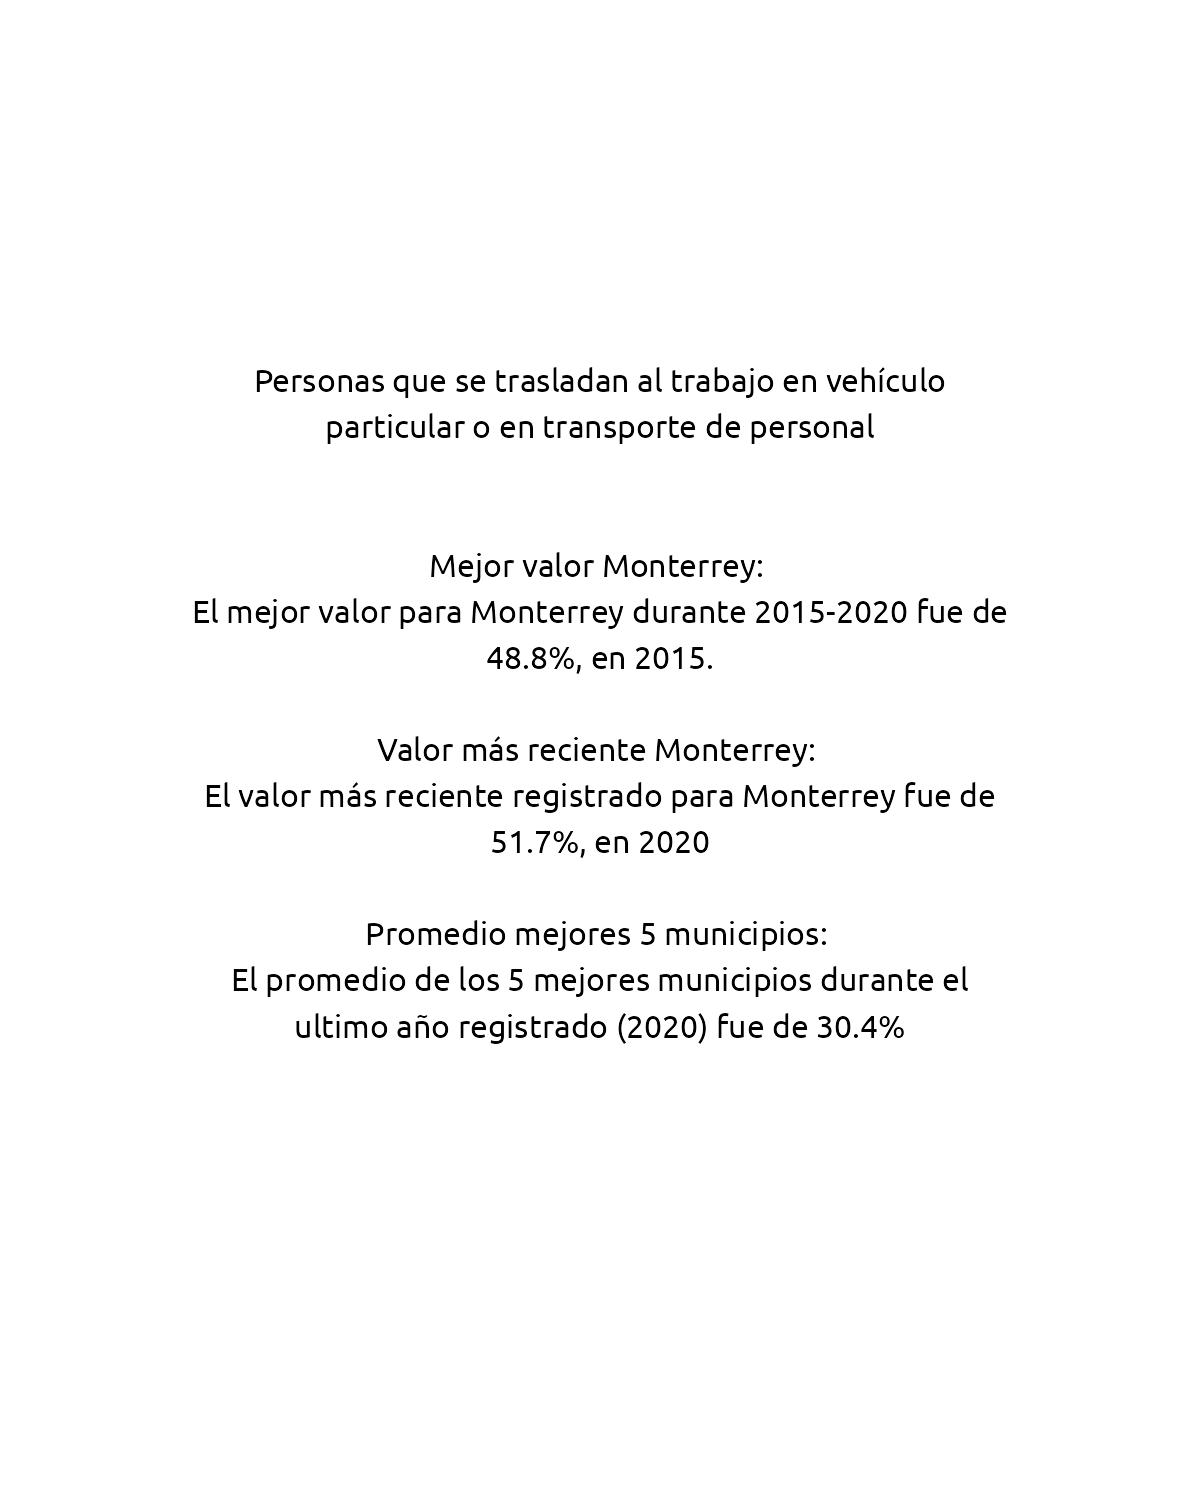 Personas que se trasladan al trabajo en vehículo
particular o en transporte de personal
Mejor valor Monterrey:
El mejor valor para Monterrey durante 2015-2020 fue de
48.8%, en 2015.
Valor más reciente Monterrey:
El valor más reciente registrado para Monterrey fue de
51.7%, en 2020
Promedio mejores 5 municipios:
El promedio de los 5 mejores municipios durante el
ultimo año registrado (2020) fue de 30.4%